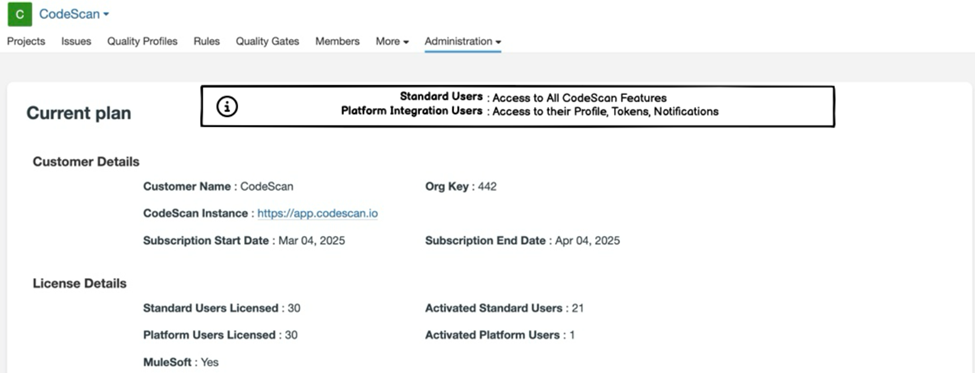 C CodeScan
Projects Issues Quality Profiles Rules Quality Gates Members More Administration
Current plan
Standard Users : Access to All CodeScan Features
Platform Integration Users : Access to their Profile, Tokens, Notifications
Customer Details
Customer Name : CodeScan Org Key : 442
CodeScan Instance : https://app.codescan.io
Subscription Start Date : Mar 04, 2025 Subscription End Date : Apr 04, 2025
License Details
Standard Users Licensed : 30 Activated Standard Users : 21
Platform Users Licensed : 30 Activated Platform Users : 1
MuleSoft : Yes